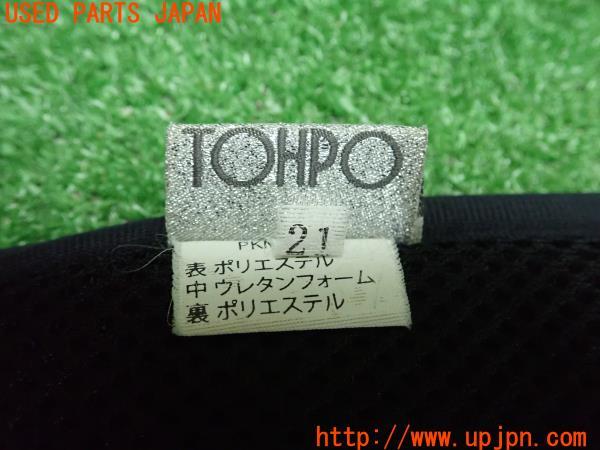 USED PARTS JAPAN
TOHPO
21
表 ポリエステル
中 ウレタンフォーム
裏 ポリエステル
http://www.upjpn.com/